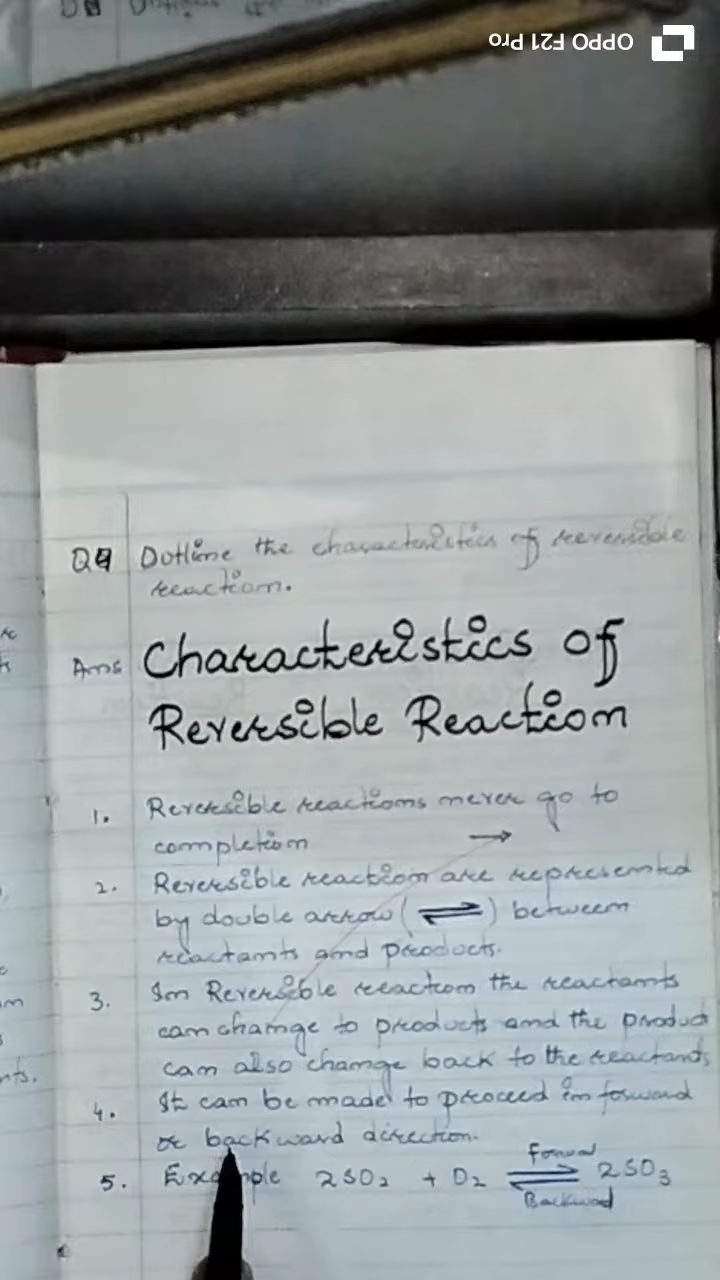 OPPO F21 Pro
Q4 Outline the characteristics of reversible
reaction.
Ans Characteristics of
Reversible Reaction
1. Reversible reactions never go to
completion →
2. Reversible reaction are represented
by double arrow (⇌) between
reactants and products.
3. In Reversible reaction the reactants
can change to products and the product
can also change back to the reactants
4. It can be made to proceed in forward
or backward direction.
Forwad
5. Example 2SO₂ + O₂ ⇌ 2SO₃
Backwad